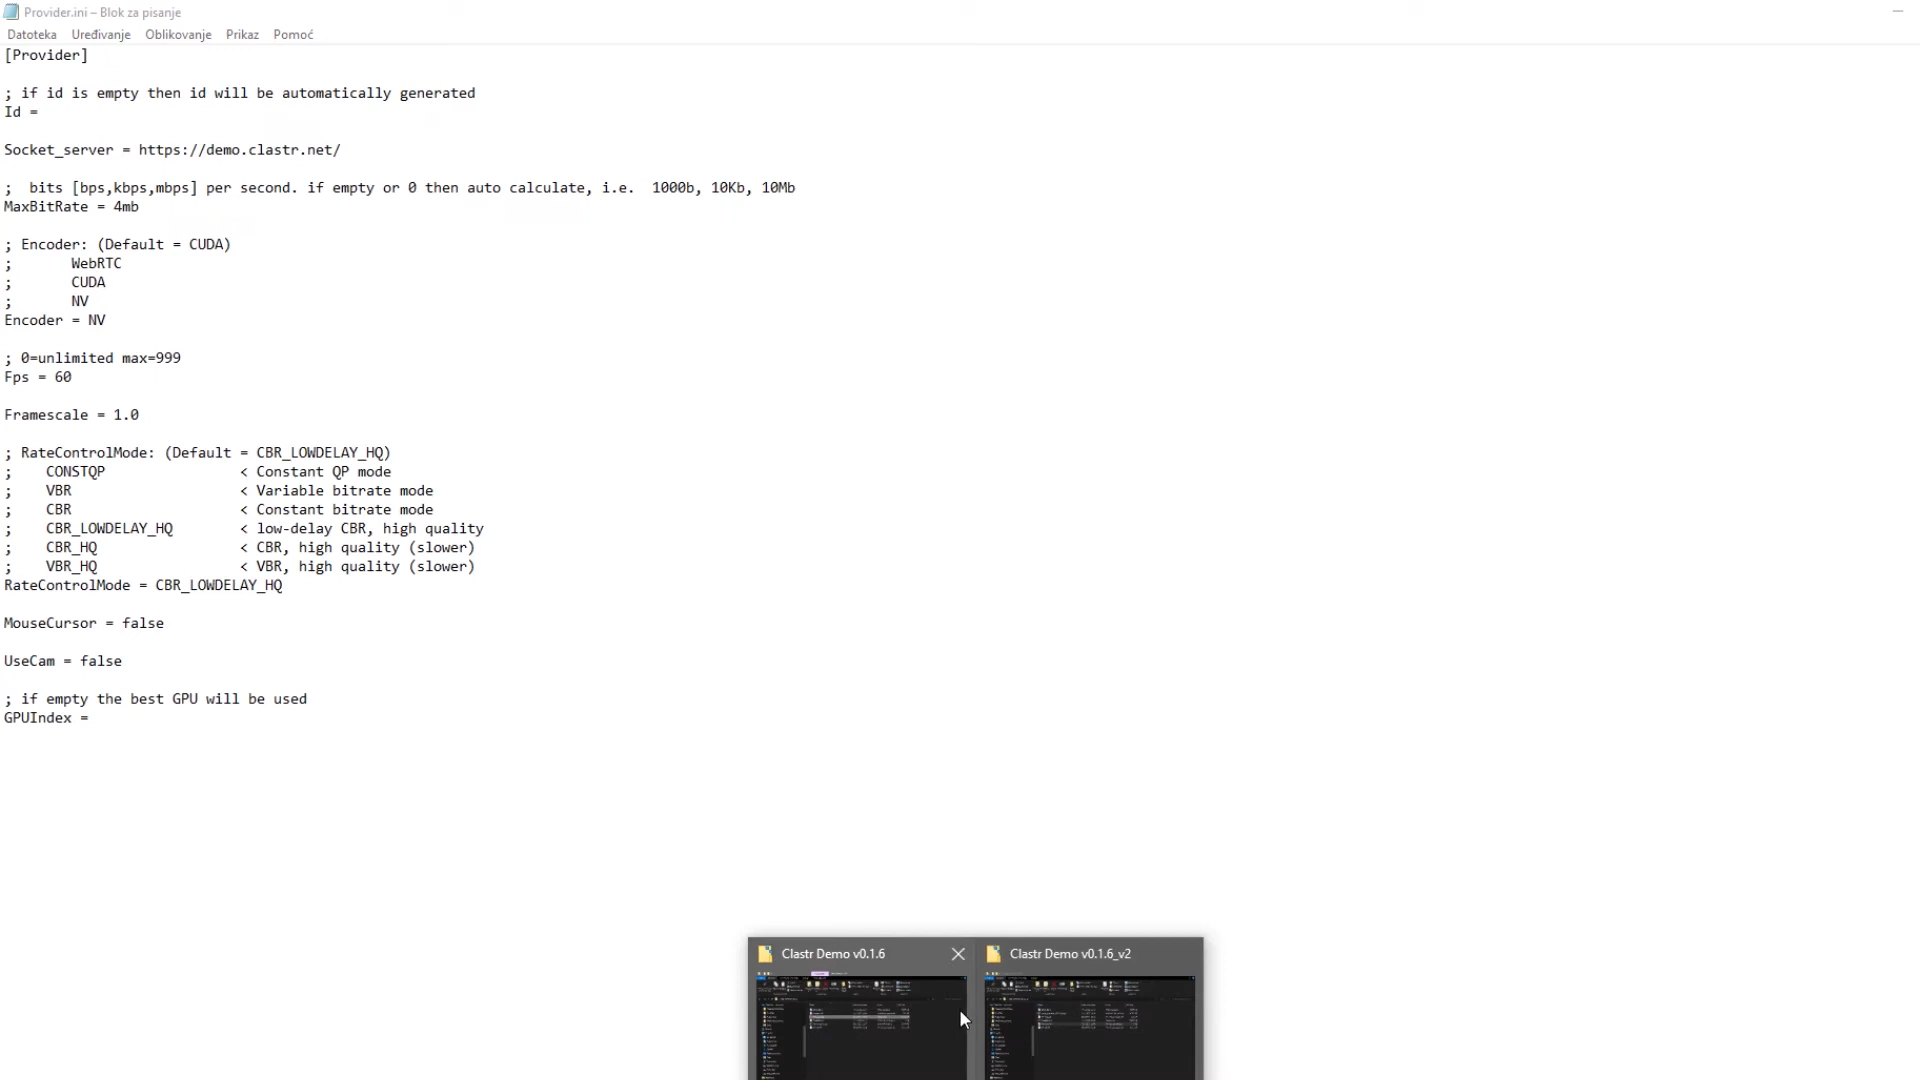 Provider.ini – Blok za pisanje
Datoteka Uređivanje Oblikovanje Prikaz Pomoć
[Provider]
; if id is empty then id will be automatically generated
Id =
Socket_server = https://demo.clastr.net/
;  bits [bps,kbps,mbps] per second. if empty or 0 then auto calculate, i.e.  1000b, 10Kb, 10Mb
MaxBitRate = 4mb
; Encoder: (Default = CUDA)
;       WebRTC
;       CUDA
;       NV
Encoder = NV
; 0=unlimited max=999
Fps = 60
Framescale = 1.0
; RateControlMode: (Default = CBR_LOWDELAY_HQ)
;    CONSTQP                < Constant QP mode
;    VBR                    < Variable bitrate mode
;    CBR                    < Constant bitrate mode
;    CBR_LOWDELAY_HQ        < low-delay CBR, high quality
;    CBR_HQ                 < CBR, high quality (slower)
;    VBR_HQ                 < VBR, high quality (slower)
RateControlMode = CBR_LOWDELAY_HQ
MouseCursor = false
UseCam = false
; if empty the best GPU will be used
GPUIndex =
Clastr Demo v0.1.6
Clastr Demo v0.1.6_v2